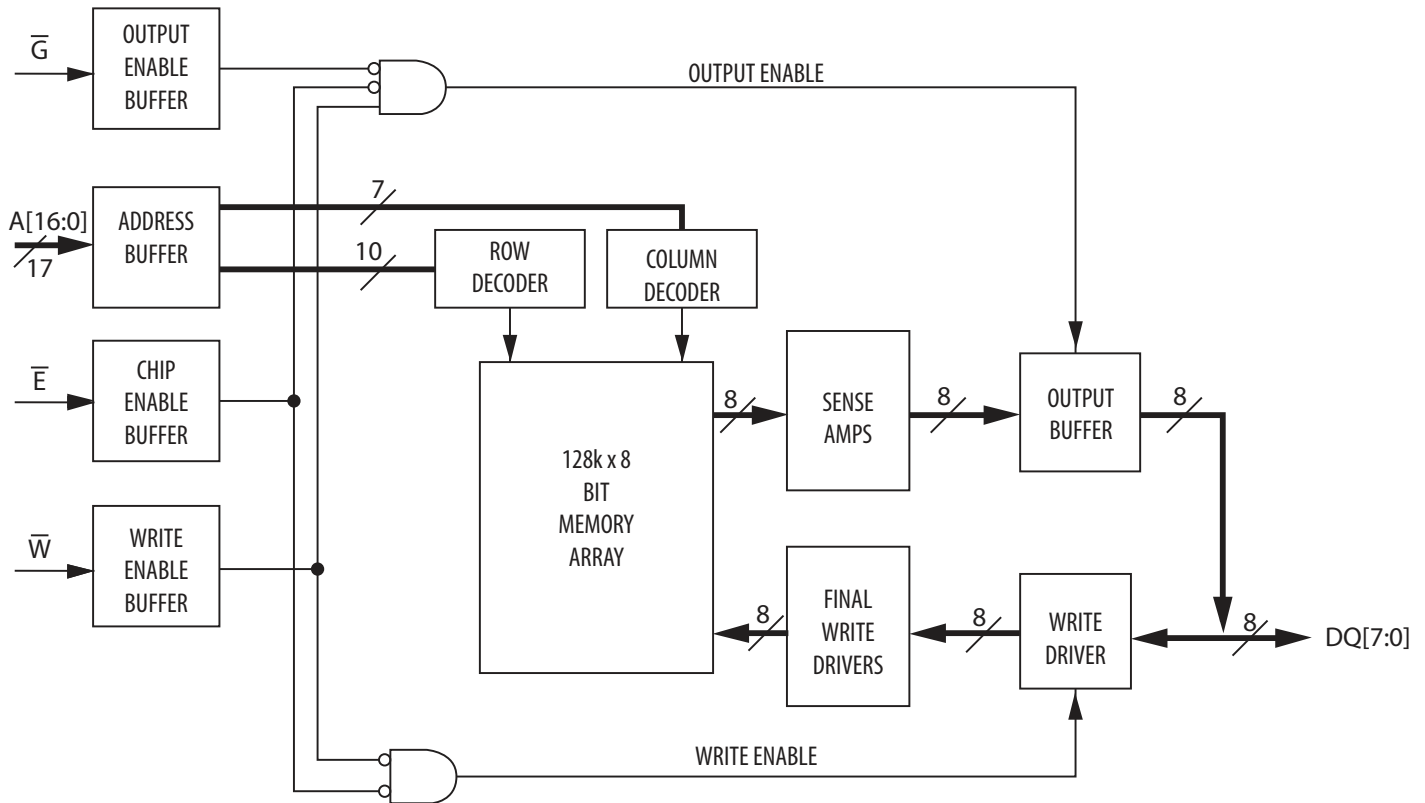 G̅
OUTPUT
ENABLE
BUFFER
OUTPUT ENABLE
A[16:0]
17
ADDRESS
BUFFER
7
10
ROW
DECODER
COLUMN
DECODER
E̅
CHIP
ENABLE
BUFFER
128k x 8
BIT
MEMORY
ARRAY
8
SENSE
AMPS
8
OUTPUT
BUFFER
8
W̅
WRITE
ENABLE
BUFFER
8
FINAL
WRITE
DRIVERS
8
WRITE
DRIVER
8
DQ[7:0]
WRITE ENABLE